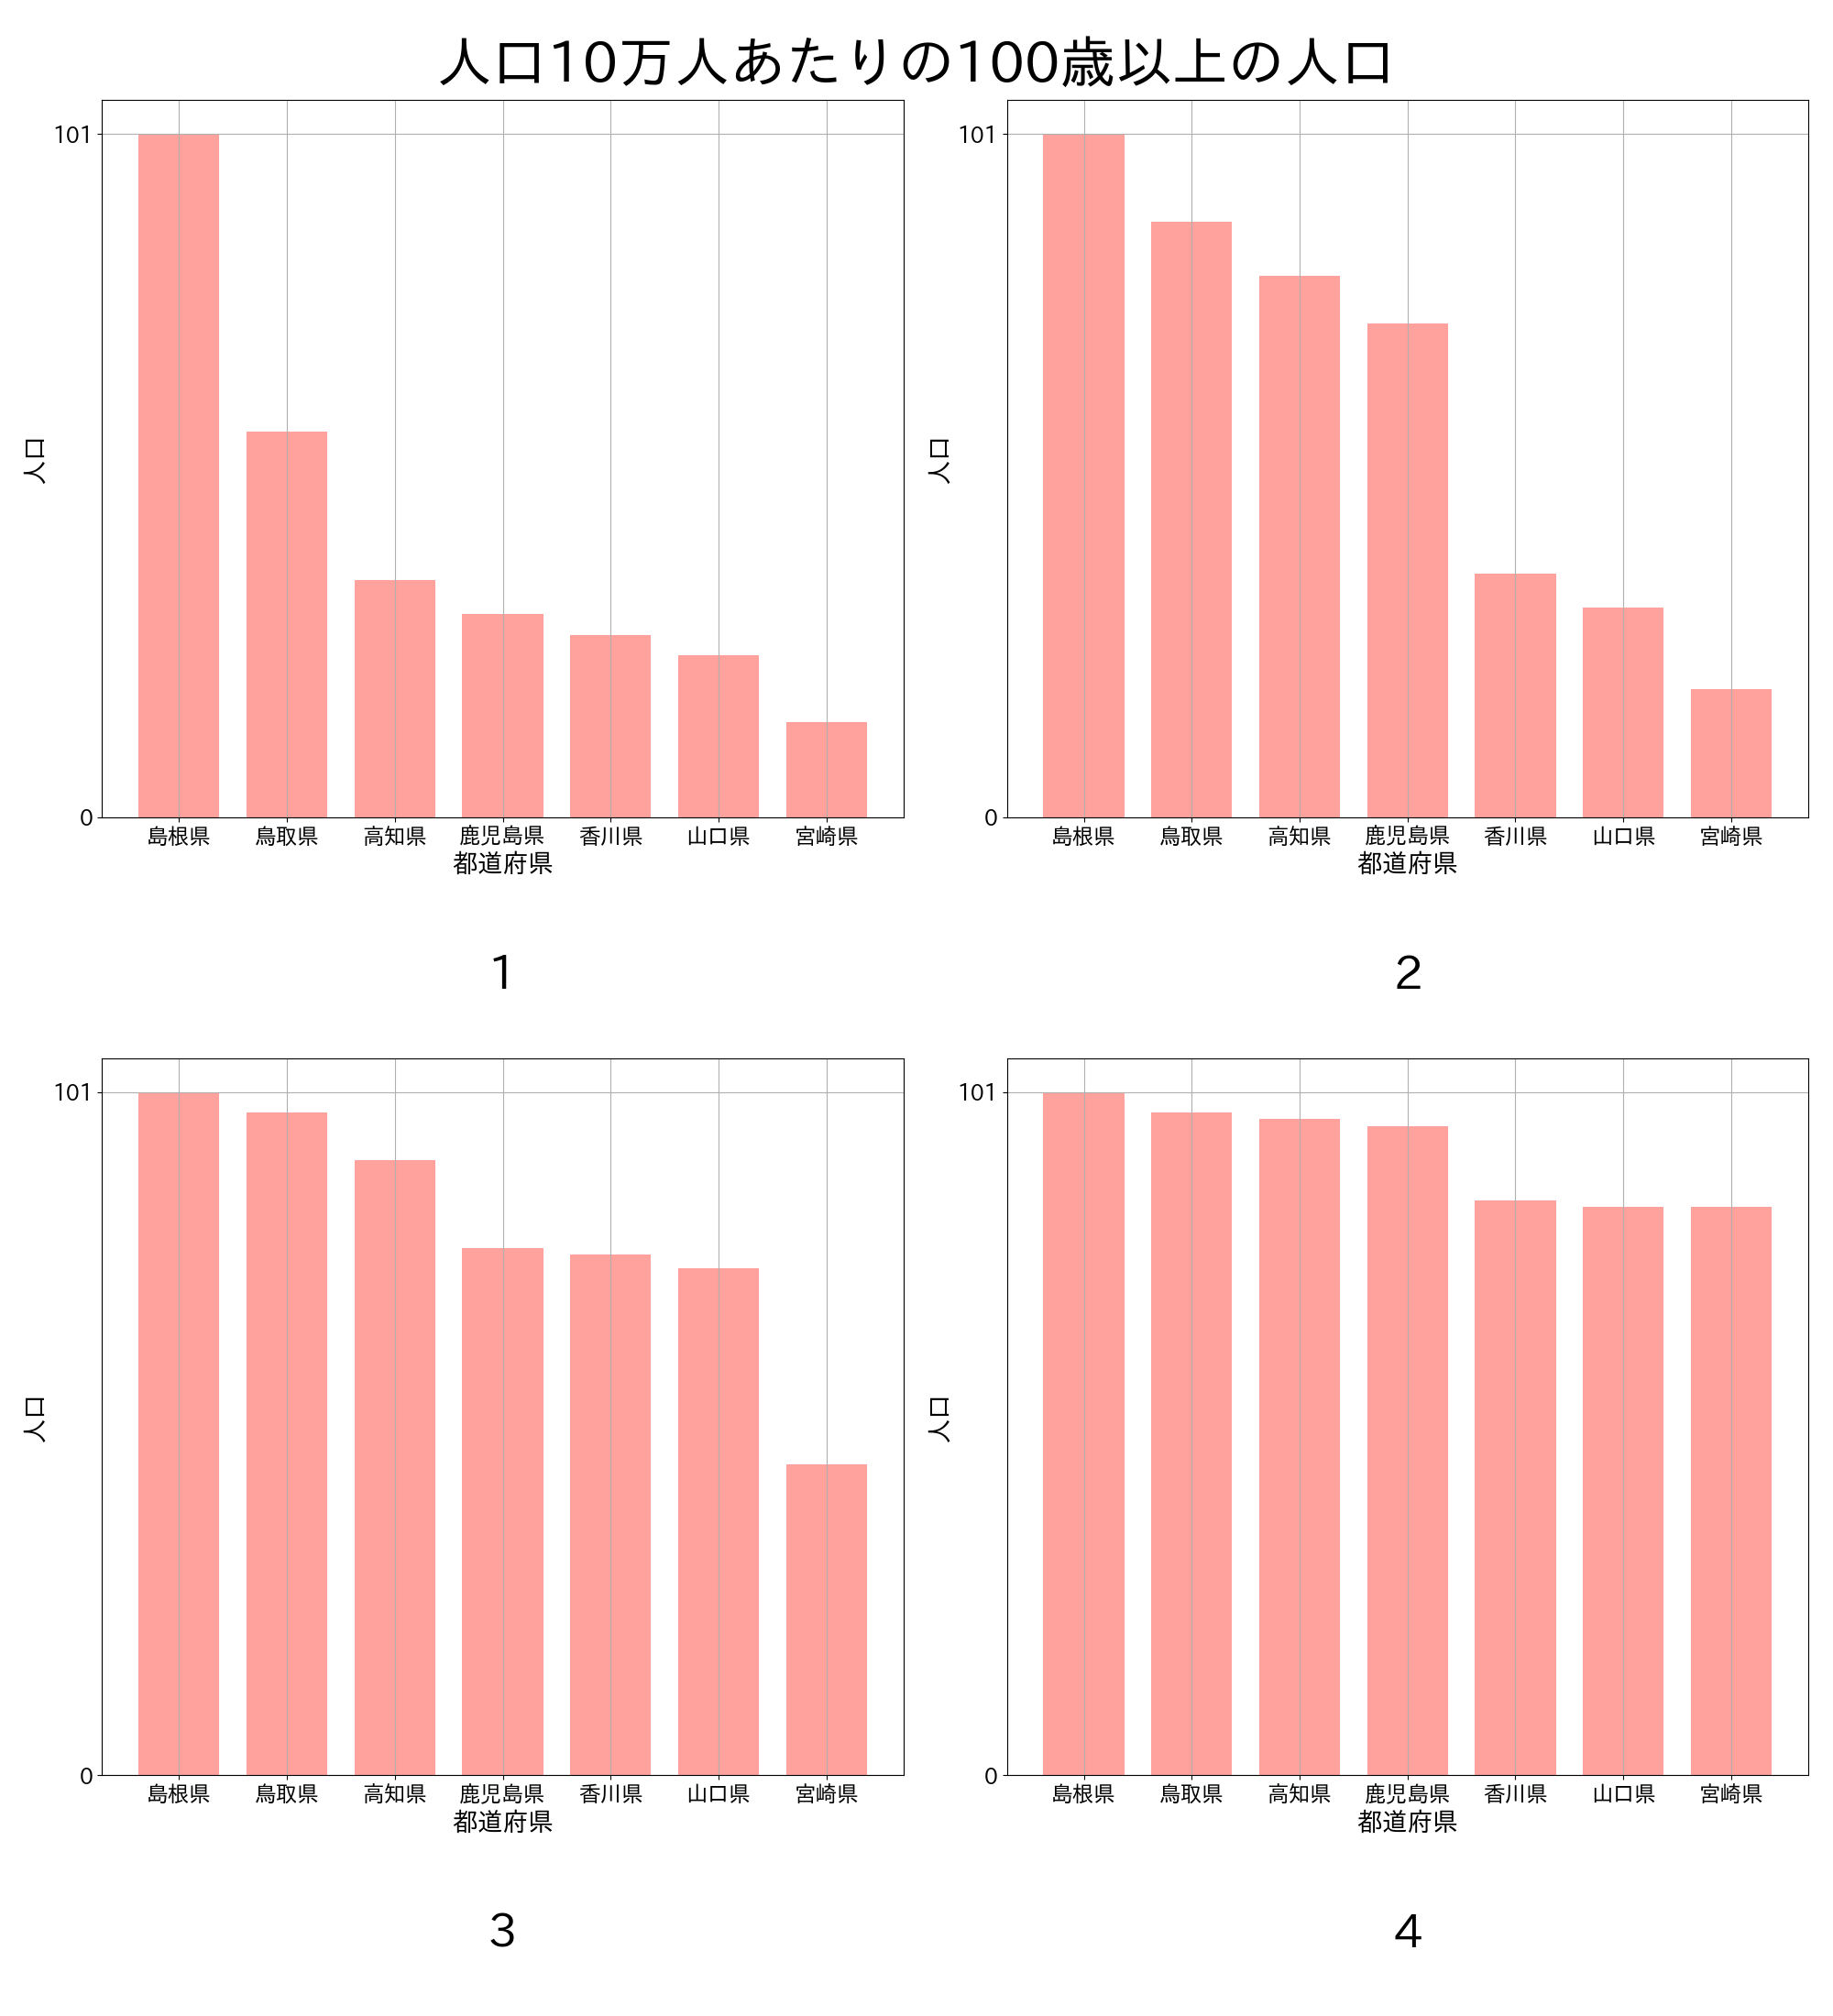 人口10万人あたりの100歳以上の人口
人口
101
0
島根県 鳥取県 高知県 鹿児島県 香川県 山口県 宮崎県
都道府県
1
人口
101
0
島根県 鳥取県 高知県 鹿児島県 香川県 山口県 宮崎県
都道府県
2
人口
101
0
島根県 鳥取県 高知県 鹿児島県 香川県 山口県 宮崎県
都道府県
3
人口
101
0
島根県 鳥取県 高知県 鹿児島県 香川県 山口県 宮崎県
都道府県
4